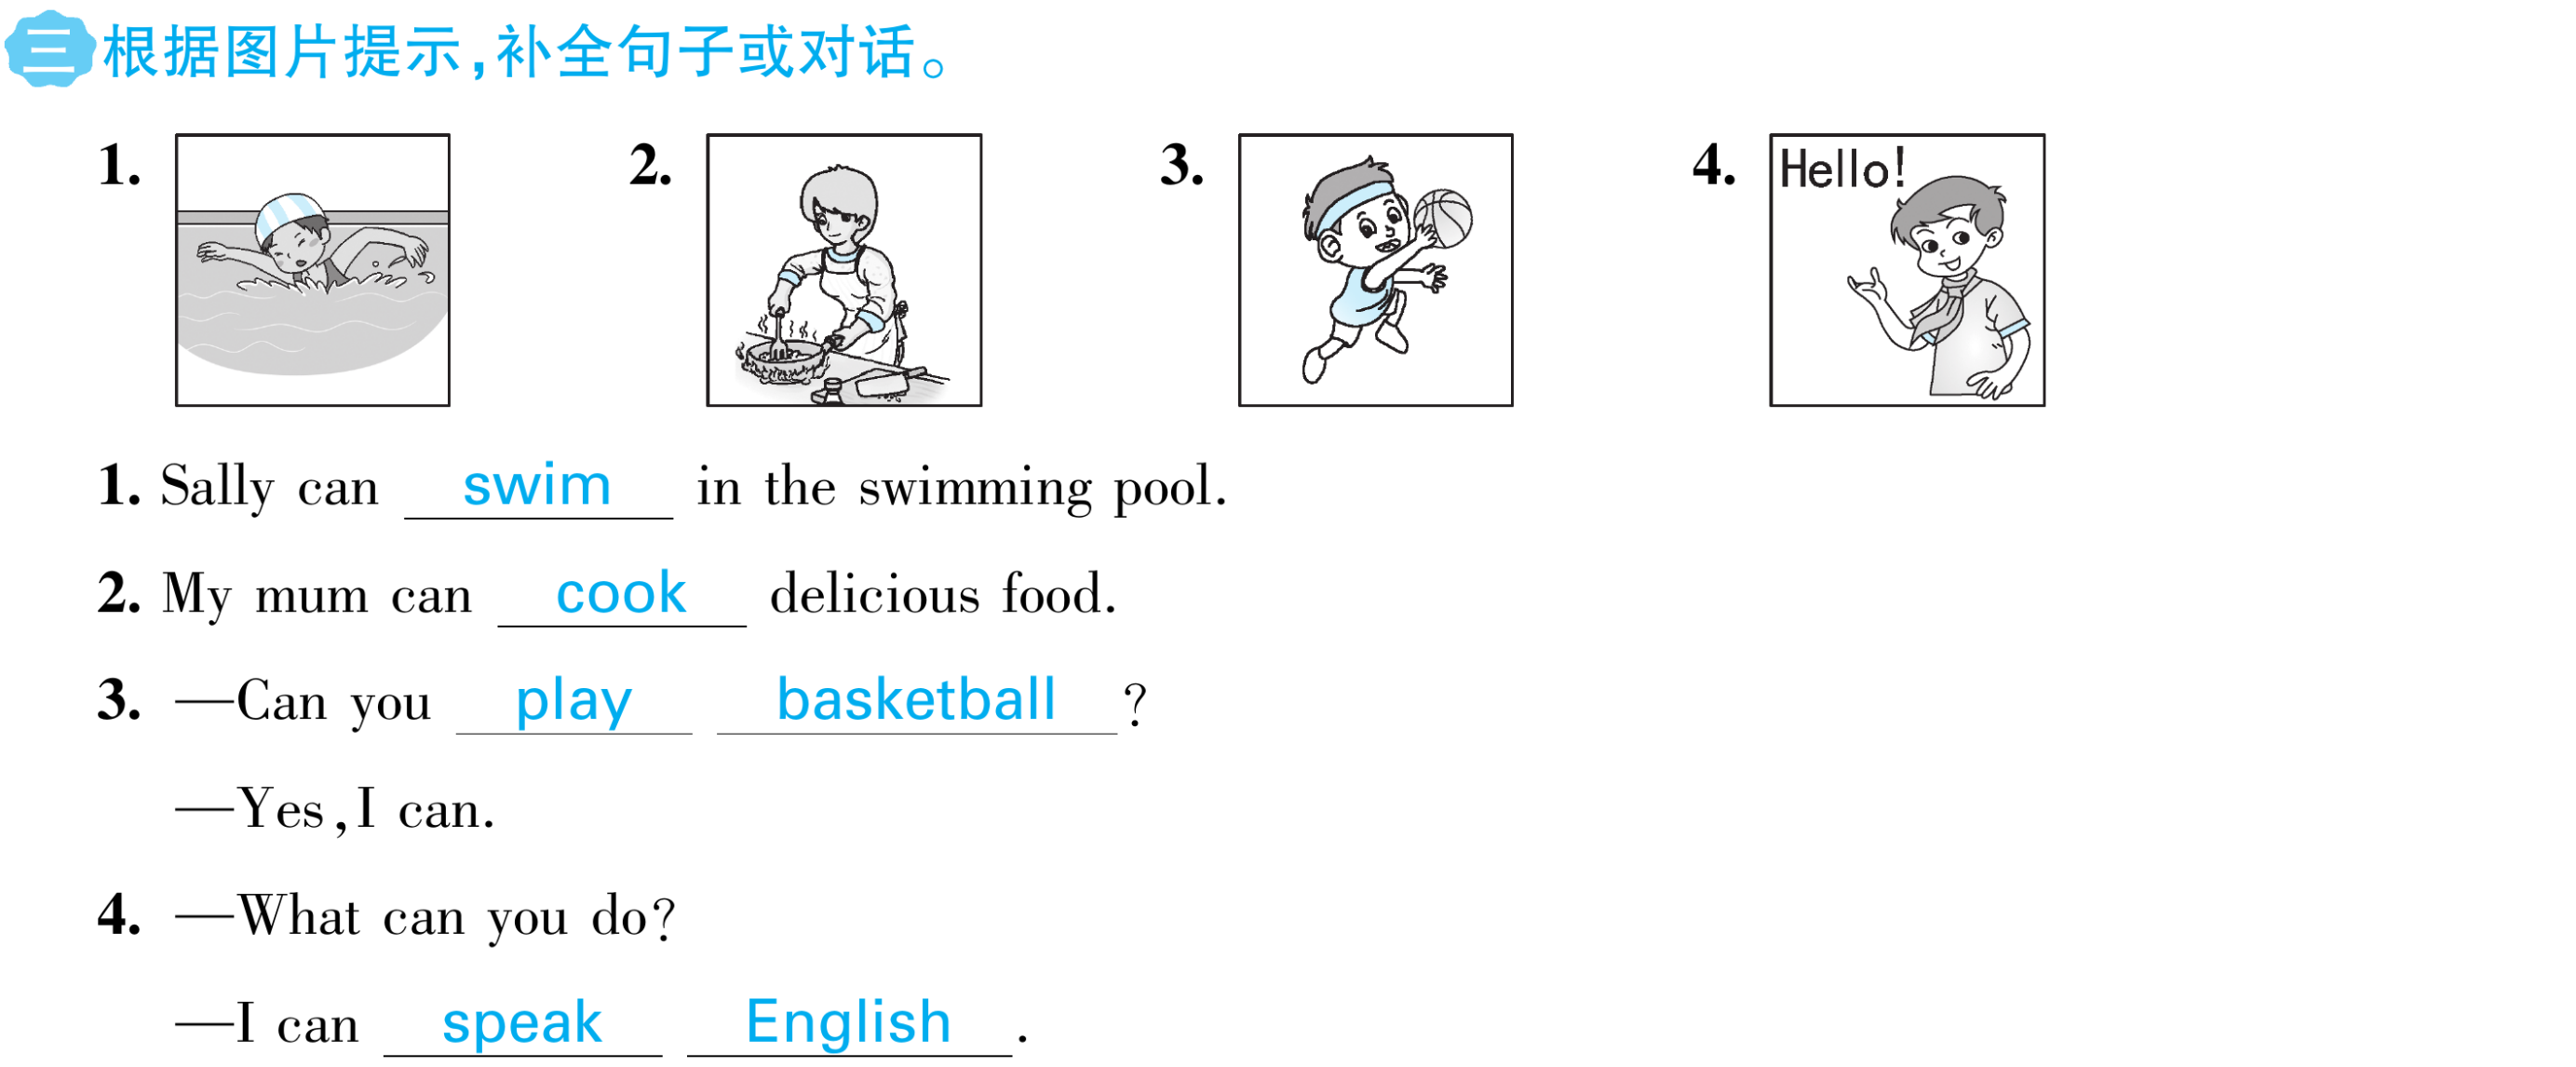 三 根据图片提示,补全句子或对话。
1. 2. 3. 4. Hello!
1. Sally can swim in the swimming pool.
2. My mum can cook delicious food.
3. —Can you play basketball?
—Yes,I can.
4. —What can you do?
—I can speak English.